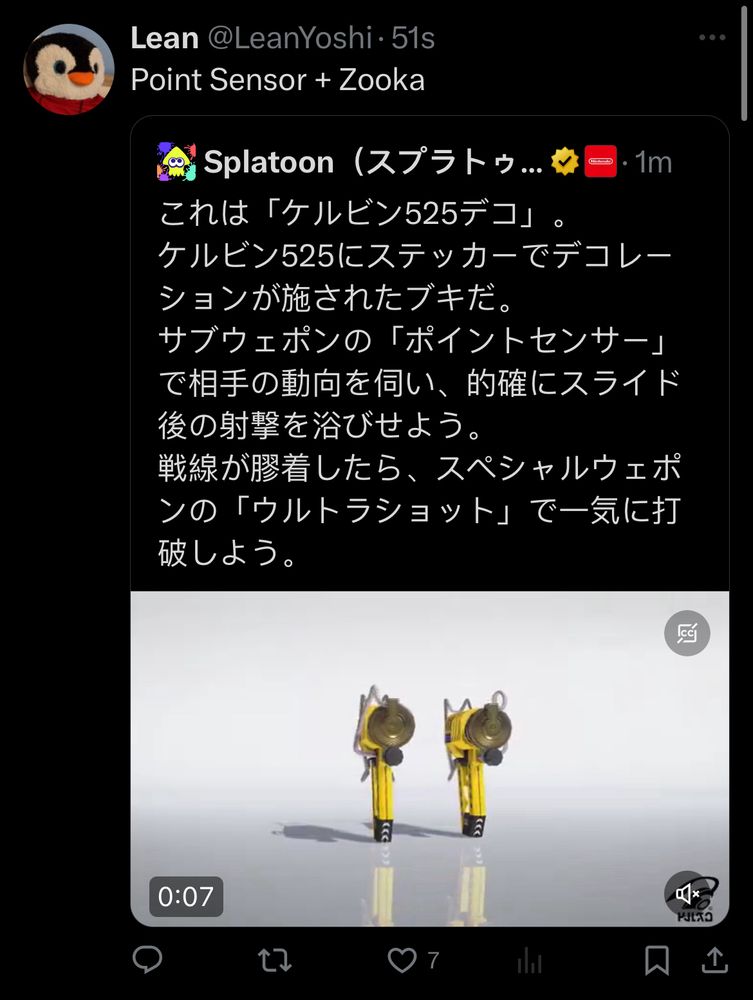 Lean @LeanYoshi · 51s
Point Sensor + Zooka
Splatoon（スプラトゥ... Nintendo · 1m
これは「ケルビン525デコ」。
ケルビン525にステッカーでデコレー
ションが施されたブキだ。
サブウェポンの「ポイントセンサー」
で相手の動向を伺い、的確にスライド
後の射撃を浴びせよう。
戦線が膠着したら、スペシャルウェポ
ンの「ウルトラショット」で一気に打
破しよう。
CC
0:07
7